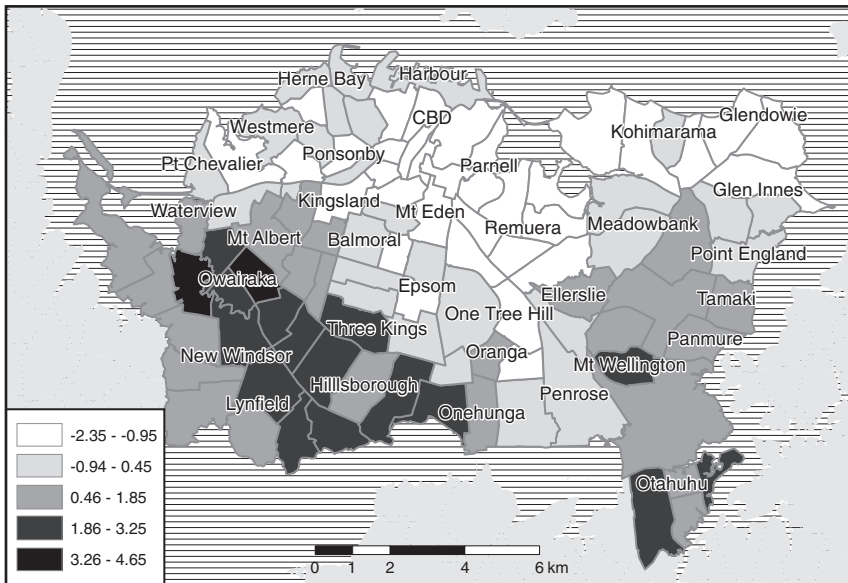 Herne Bay
Harbour
Westmere
CBD
Kohimarama
Glendowie
Pt Chevalier
Ponsonby
Parnell
Glen Innes
Waterview
Kingsland
Mt Eden
Remuera
Meadowbank
Mt Albert
Balmoral
Point England
Owairaka
Epsom
Ellerslie
Tamaki
One Tree Hill
Three Kings
Panmure
New Windsor
Oranga
Mt Wellington
Hilllsborough
Lynfield
Onehunga
Penrose
Otahuhu
-2.35 - -0.95
-0.94 - 0.45
0.46 - 1.85
1.86 - 3.25
3.26 - 4.65
0 1 2 4 6 km